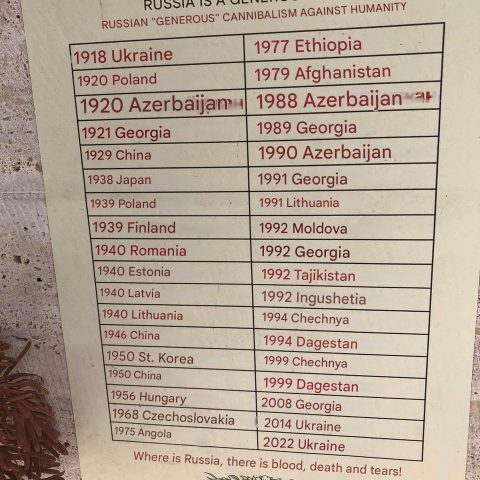 RUSSIA IS A GENEROUS
RUSSIAN "GENEROUS" CANNIBALISM AGAINST HUMANITY
1918 Ukraine 1977 Ethiopia
1920 Poland 1979 Afghanistan
1920 Azerbaijan 1988 Azerbaijan
1921 Georgia 1989 Georgia
1929 China 1990 Azerbaijan
1938 Japan 1991 Georgia
1939 Poland 1991 Lithuania
1939 Finland 1992 Moldova
1940 Romania 1992 Georgia
1940 Estonia 1992 Tajikistan
1940 Latvia 1992 Ingushetia
1940 Lithuania 1994 Chechnya
1946 China 1994 Dagestan
1950 St. Korea 1999 Chechnya
1950 China 1999 Dagestan
1956 Hungary 2008 Georgia
1968 Czechoslovakia 2014 Ukraine
1975 Angola 2022 Ukraine
Where is Russia, there is blood, death and tears!